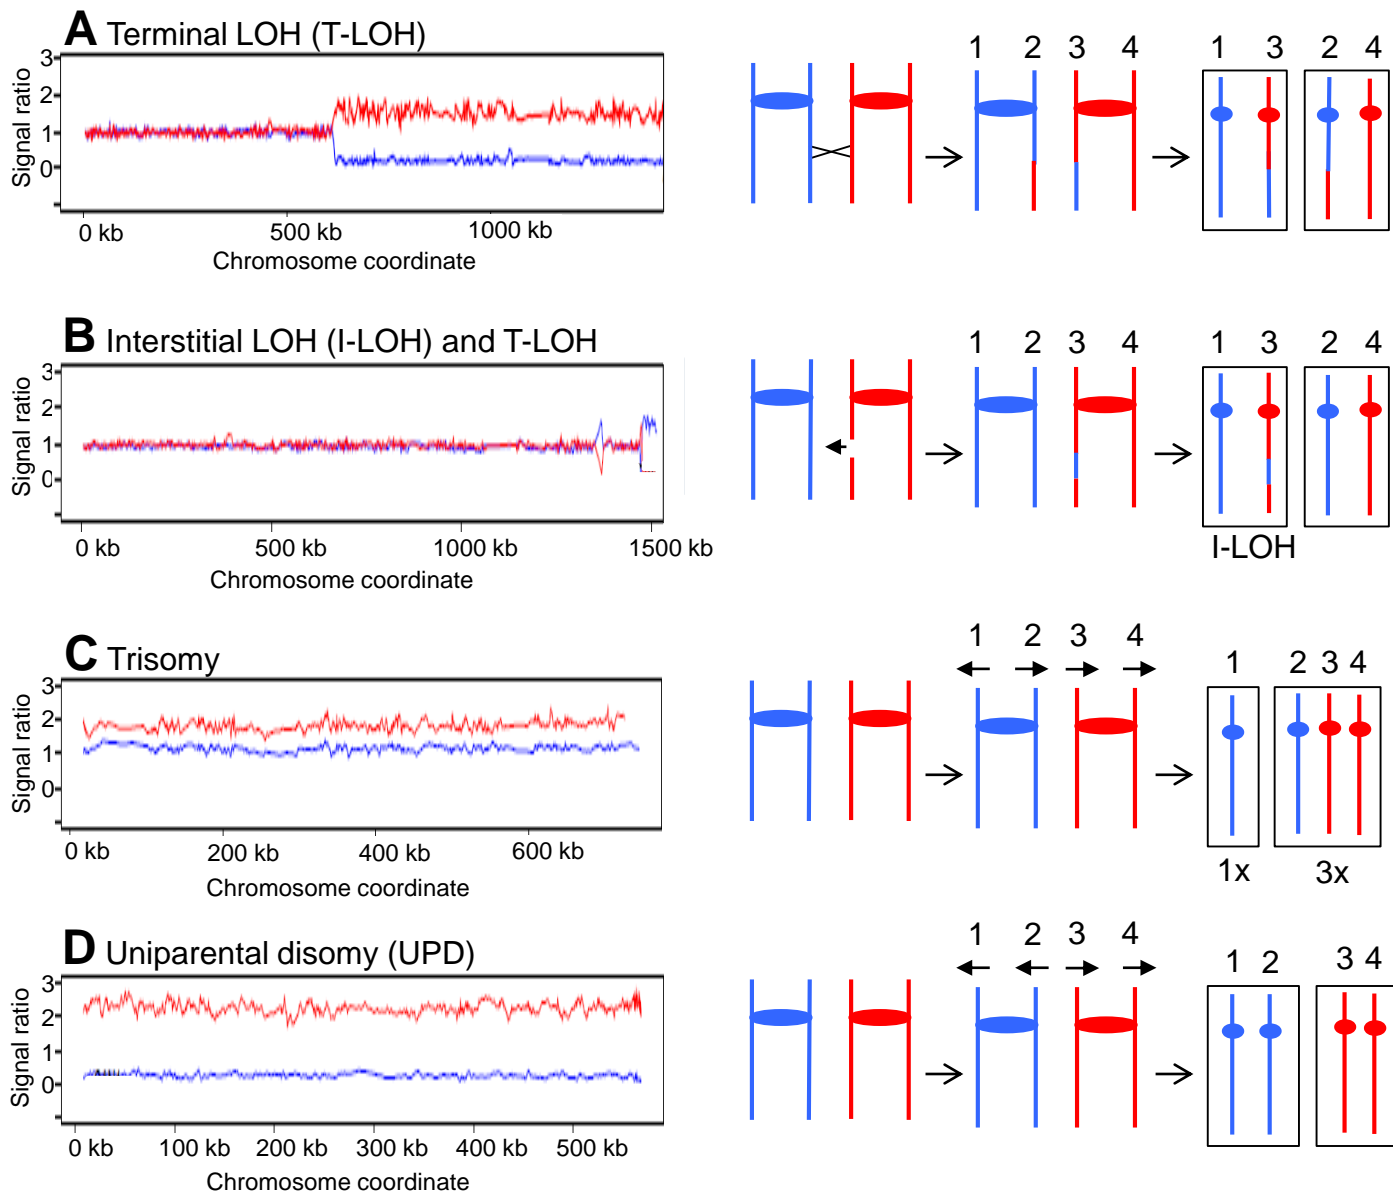 A Terminal LOH (T-LOH)
3
2
1
0
Signal ratio
0 kb 500 kb 1000 kb
Chromosome coordinate
1 2 3 4 1 3 2 4
B Interstitial LOH (I-LOH) and T-LOH
3
2
1
0
Signal ratio
0 kb 500 kb 1000 kb 1500 kb
Chromosome coordinate
1 2 3 4 1 3 2 4
I-LOH
C Trisomy
3
2
1
0
Signal ratio
0 kb 200 kb 400 kb 600 kb
Chromosome coordinate
1 2 3 4 1 2 3 4
1x 3x
D Uniparental disomy (UPD)
3
2
1
0
Signal ratio
0 kb 100 kb 200 kb 300 kb 400 kb 500 kb
Chromosome coordinate
1 2 3 4 1 2 3 4